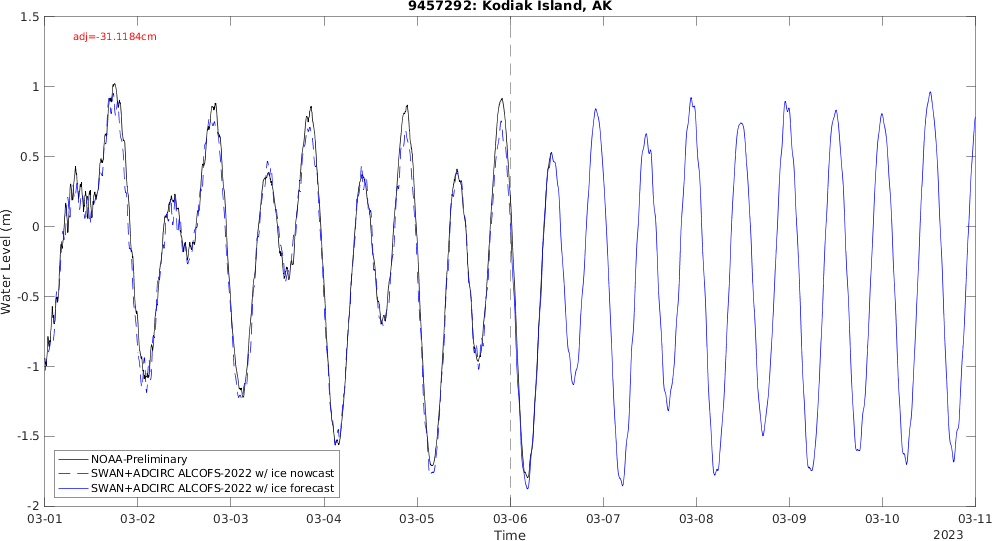 9457292: Kodiak Island, AK
adj=-31.1184cm
Water Level (m)
1.5
1
0.5
0
-0.5
-1
-1.5
-2
NOAA-Preliminary
SWAN+ADCIRC ALCOFS-2022 w/ ice nowcast
SWAN+ADCIRC ALCOFS-2022 w/ ice forecast
03-01 03-02 03-03 03-04 03-05 03-06 03-07 03-08 03-09 03-10 03-11
Time
2023